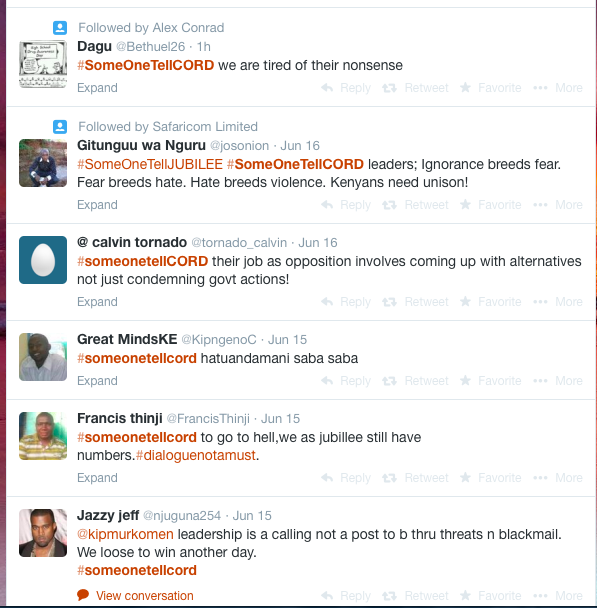 Followed by Alex Conrad
Dagu @Bethuel26 · 1h
#SomeOneTellCORD we are tired of their nonsense
Expand Reply Retweet Favorite More
Followed by Safaricom Limited
Gitunguu wa Nguru @josonion · Jun 16
#SomeOneTellJUBILEE #SomeOneTellCORD leaders; Ignorance breeds fear.
Fear breeds hate. Hate breeds violence. Kenyans need unison!
Expand Reply Retweet Favorite More
@ calvin tornado @tornado_calvin · Jun 16
#someonetellCORD their job as opposition involves coming up with alternatives
not just condemning govt actions!
Expand Reply Retweet Favorite More
Great MindsKE @KipngenoC · Jun 15
#someonetellcord hatuandamani saba saba
Expand Reply Retweet Favorite More
Francis thinji @FrancisThinji · Jun 15
#someonetellcord to go to hell,we as jubillee still have
numbers.#dialoguenotamust.
Expand Reply Retweet Favorite More
Jazzy jeff @njuguna254 · Jun 15
@kipmurkomen leadership is a calling not a post to b thru threats n blackmail.
We loose to win another day.
#someonetellcord
View conversation Reply Retweet Favorite More